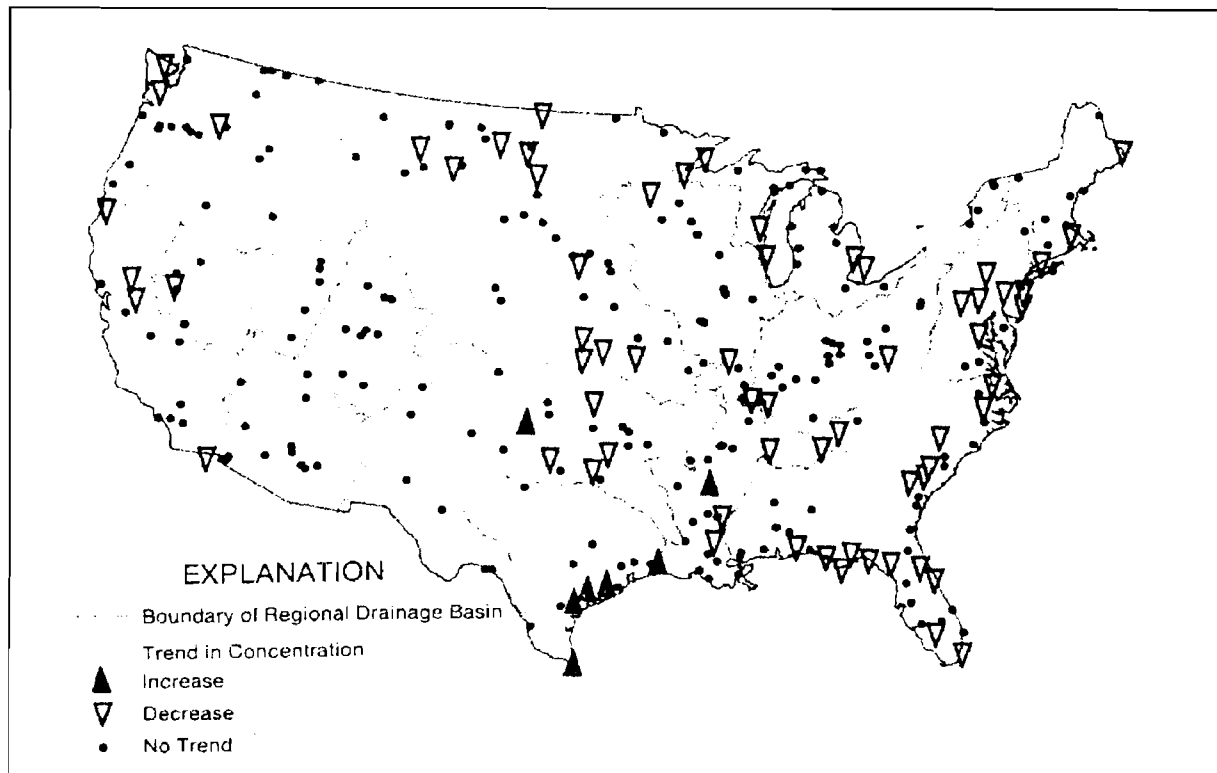 EXPLANATION
Boundary of Regional Drainage Basin
Trend in Concentration
Increase
Decrease
No Trend